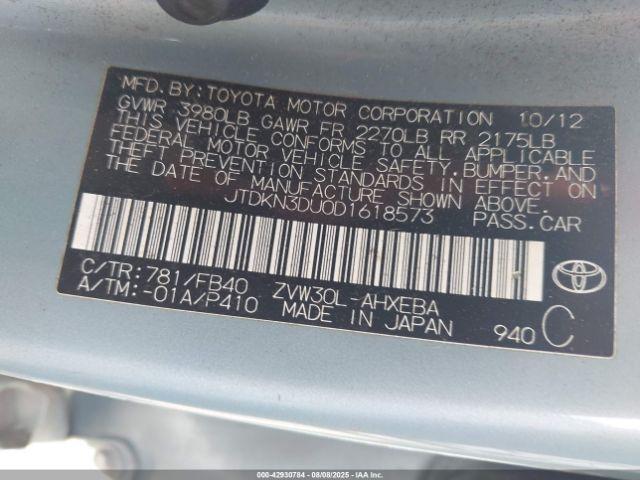 MFD. BY: TOYOTA MOTOR CORPORATION 10/12
GVWR 3980LB GAWR FR 2270LB RR 2175LB
THIS VEHICLE CONFORMS TO ALL APPLICABLE
FEDERAL MOTOR VEHICLE SAFETY, BUMPER, AND
THEFT PREVENTION STANDARDS IN EFFECT ON
THE DATE OF MANUFACTURE SHOWN ABOVE.
JTDKN3DU0D1618573 PASS.CAR
C/TR: 781/FB40 ZVW30L-AHXEBA
A/TM: -01A/P410 MADE IN JAPAN
TOYOTA
940 C
000-42930784 | 08/08/2025 - IAA Inc.